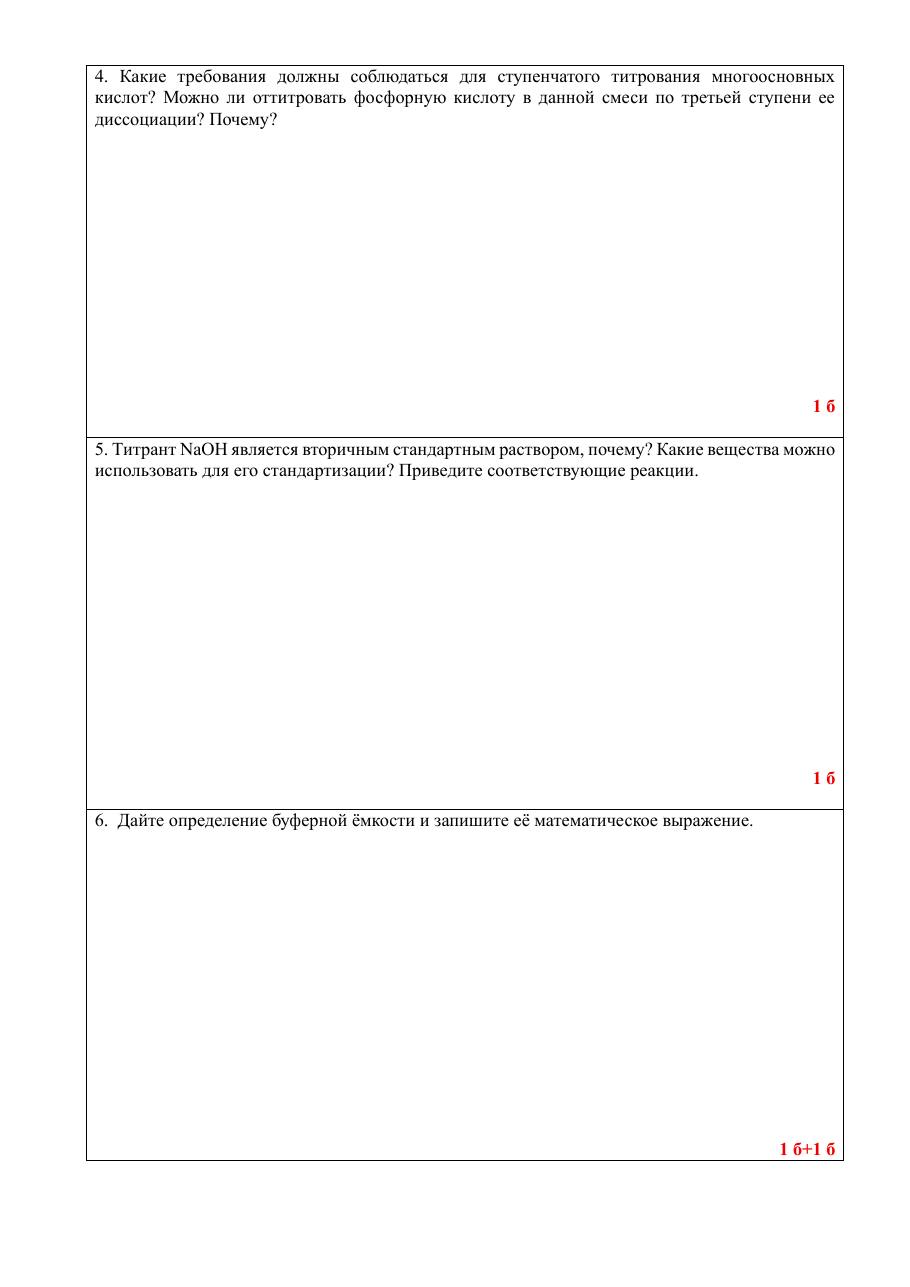 4. Какие требования должны соблюдаться для ступенчатого титрования многоосновных
кислот? Можно ли оттитровать фосфорную кислоту в данной смеси по третьей ступени ее
диссоциации? Почему?
1 б
5. Титрант NaOH является вторичным стандартным раствором, почему? Какие вещества можно
использовать для его стандартизации? Приведите соответствующие реакции.
1 б
6. Дайте определение буферной ёмкости и запишите её математическое выражение.
1 б+1 б